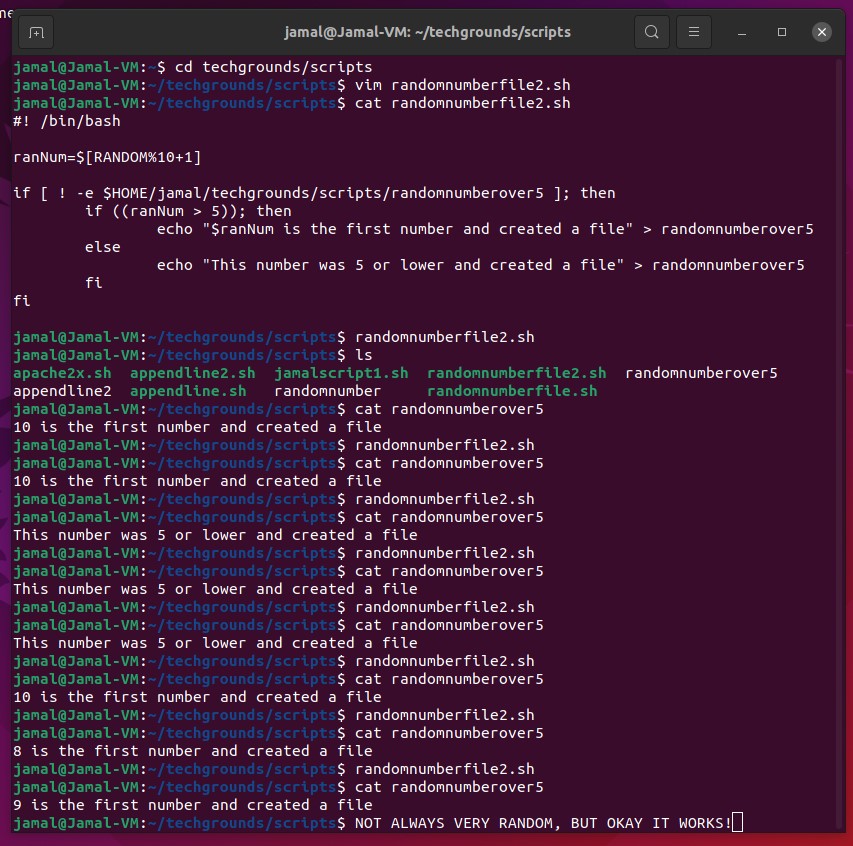 ne
jamal@Jamal-VM: ~/techgrounds/scripts
jamal@Jamal-VM:~$ cd techgrounds/scripts
jamal@Jamal-VM:~/techgrounds/scripts$ vim randomnumberfile2.sh
jamal@Jamal-VM:~/techgrounds/scripts$ cat randomnumberfile2.sh
#! /bin/bash

ranNum=$[RANDOM%10+1]

if [ ! -e $HOME/jamal/techgrounds/scripts/randomnumberover5 ]; then
        if ((ranNum > 5)); then
                echo "$ranNum is the first number and created a file" > randomnumberover5
        else
                echo "This number was 5 or lower and created a file" > randomnumberover5
        fi
fi

jamal@Jamal-VM:~/techgrounds/scripts$ randomnumberfile2.sh
jamal@Jamal-VM:~/techgrounds/scripts$ ls
apache2x.sh  appendline2.sh  jamalscript1.sh  randomnumberfile2.sh  randomnumberover5
appendline2  appendline.sh   randomnumber     randomnumberfile.sh
jamal@Jamal-VM:~/techgrounds/scripts$ cat randomnumberover5
10 is the first number and created a file
jamal@Jamal-VM:~/techgrounds/scripts$ randomnumberfile2.sh
jamal@Jamal-VM:~/techgrounds/scripts$ cat randomnumberover5
10 is the first number and created a file
jamal@Jamal-VM:~/techgrounds/scripts$ randomnumberfile2.sh
jamal@Jamal-VM:~/techgrounds/scripts$ cat randomnumberover5
This number was 5 or lower and created a file
jamal@Jamal-VM:~/techgrounds/scripts$ randomnumberfile2.sh
jamal@Jamal-VM:~/techgrounds/scripts$ cat randomnumberover5
This number was 5 or lower and created a file
jamal@Jamal-VM:~/techgrounds/scripts$ randomnumberfile2.sh
jamal@Jamal-VM:~/techgrounds/scripts$ cat randomnumberover5
This number was 5 or lower and created a file
jamal@Jamal-VM:~/techgrounds/scripts$ randomnumberfile2.sh
jamal@Jamal-VM:~/techgrounds/scripts$ cat randomnumberover5
10 is the first number and created a file
jamal@Jamal-VM:~/techgrounds/scripts$ randomnumberfile2.sh
jamal@Jamal-VM:~/techgrounds/scripts$ cat randomnumberover5
8 is the first number and created a file
jamal@Jamal-VM:~/techgrounds/scripts$ randomnumberfile2.sh
jamal@Jamal-VM:~/techgrounds/scripts$ cat randomnumberover5
9 is the first number and created a file
jamal@Jamal-VM:~/techgrounds/scripts$ NOT ALWAYS VERY RANDOM, BUT OKAY IT WORKS!